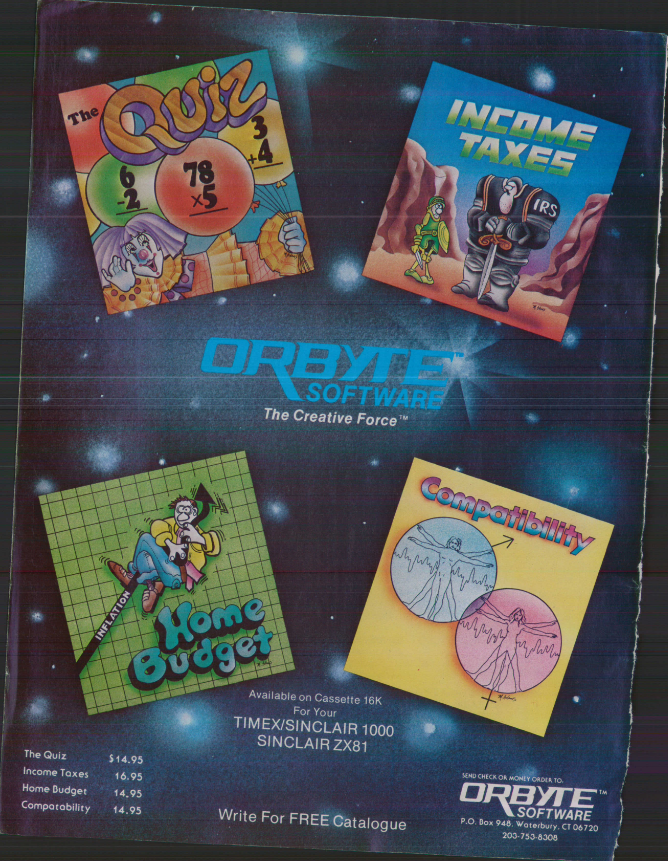 The
Quiz
3
+4
6
-2
78
x5
INCOME
TAXES
IRS
ORBYTE™
SOFTWARE
The Creative Force™
INFLATION
Home
Budget
Compatibility
Available on Cassette 16K
For Your
TIMEX/SINCLAIR 1000
SINCLAIR ZX81
The Quiz $14.95
Income Taxes 16.95
Home Budget 14.95
Compatability 14.95
Write For FREE Catalogue
SEND CHECK OR MONEY ORDER TO:
ORBYTE™
SOFTWARE
P.O. Box 948, Waterbury, CT 06720
203-753-8308